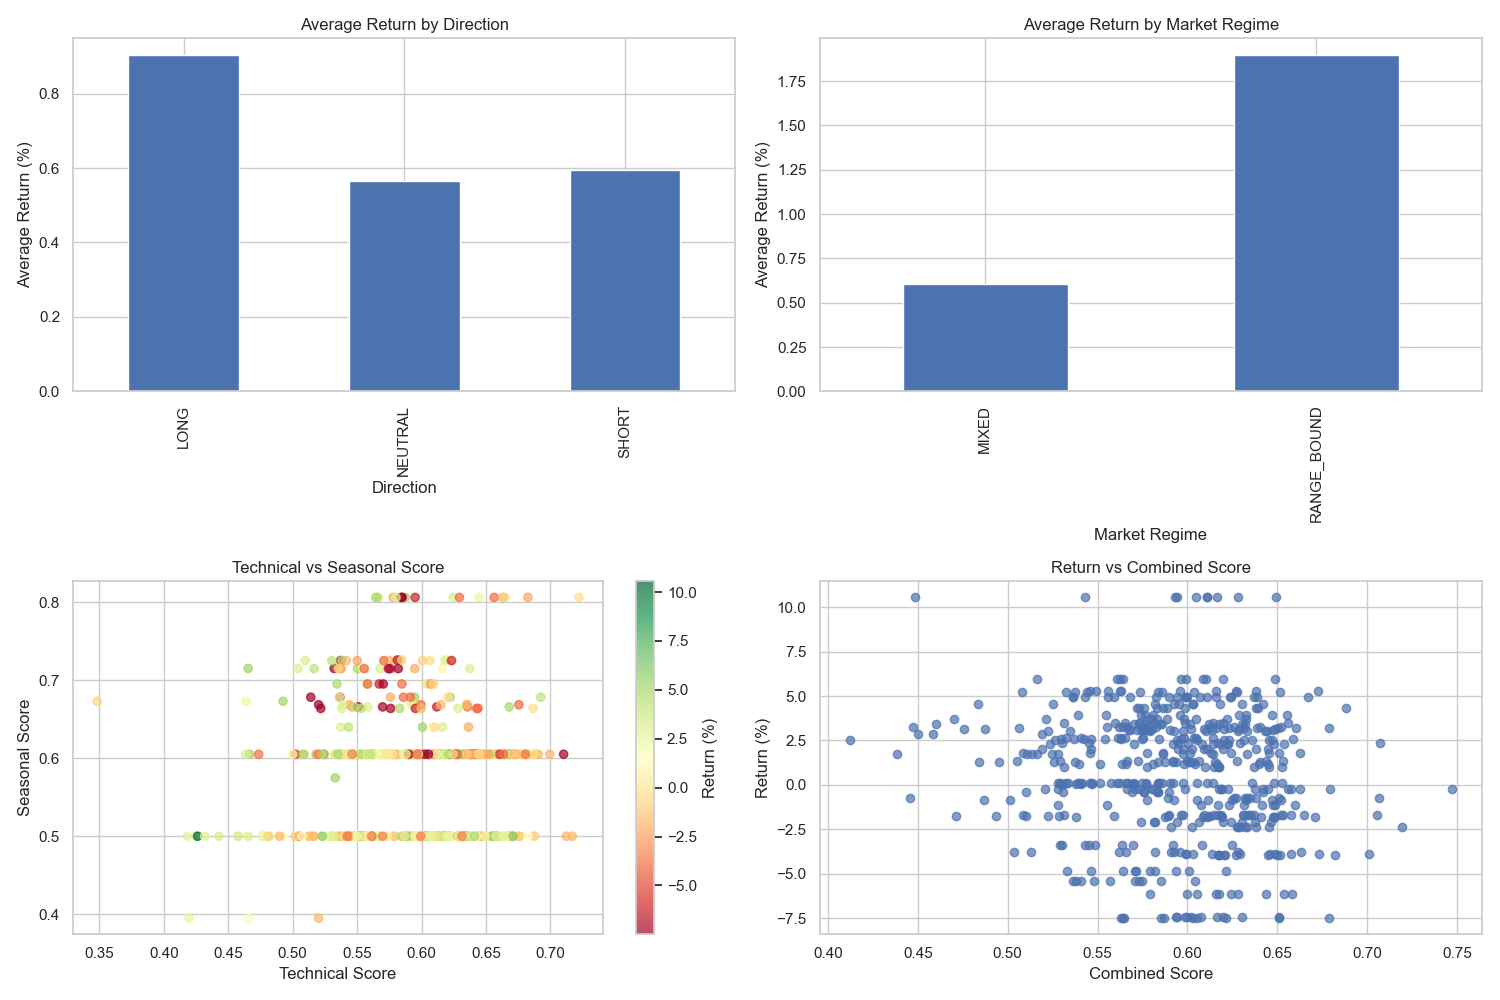 Average Return by Direction
Average Return (%)
0.8
0.6
0.4
0.2
0.0
LONG
NEUTRAL
SHORT
Direction
Average Return by Market Regime
Average Return (%)
1.75
1.50
1.25
1.00
0.75
0.50
0.25
0.00
MIXED
RANGE_BOUND
Market Regime
Technical vs Seasonal Score
Seasonal Score
0.8
0.7
0.6
0.5
0.4
0.35
0.40
0.45
0.50
0.55
0.60
0.65
0.70
Technical Score
10.0
7.5
5.0
2.5
0.0
−2.5
−5.0
Return (%)
Return vs Combined Score
Return (%)
10.0
7.5
5.0
2.5
0.0
−2.5
−5.0
−7.5
0.40
0.45
0.50
0.55
0.60
0.65
0.70
0.75
Combined Score